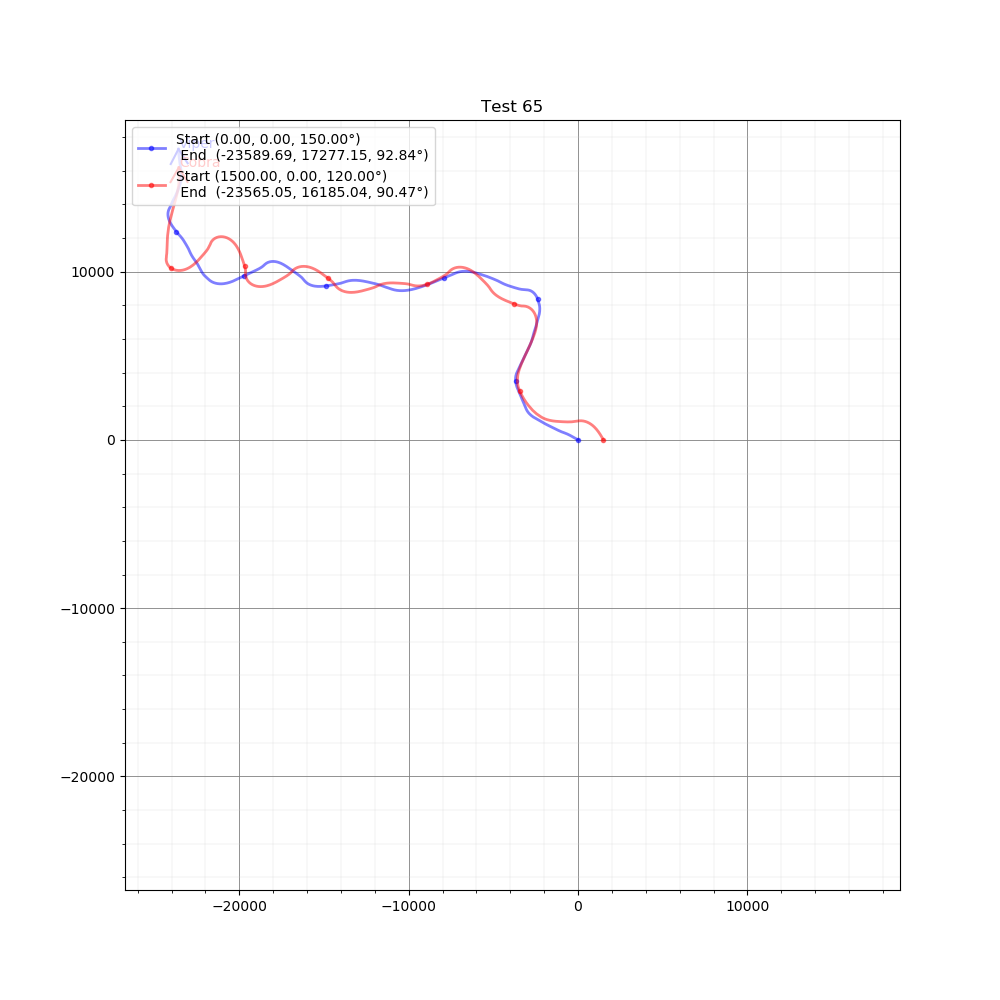 Test 65
Start (0.00, 0.00, 150.00°)
End (-23589.69, 17277.15, 92.84°)
Start (1500.00, 0.00, 120.00°)
End (-23565.05, 16185.04, 90.47°)
Viper
Cobra
10000
0
−10000
−20000
−20000
−10000
0
10000